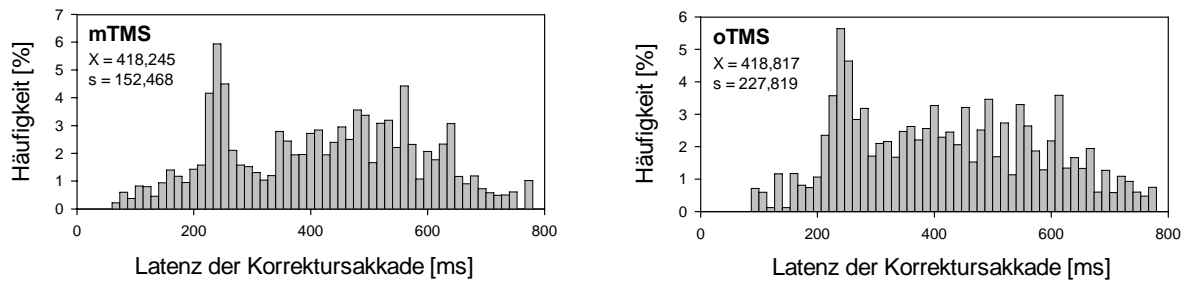 mTMS
X = 418,245
s = 152,468
Häufigkeit [%]
7
6
5
4
3
2
1
0
0 200 400 600 800
Latenz der Korrektursakkade [ms]
oTMS
X = 418,817
s = 227,819
Häufigkeit [%]
6
5
4
3
2
1
0
0 200 400 600 800
Latenz der Korrektursakkade [ms]